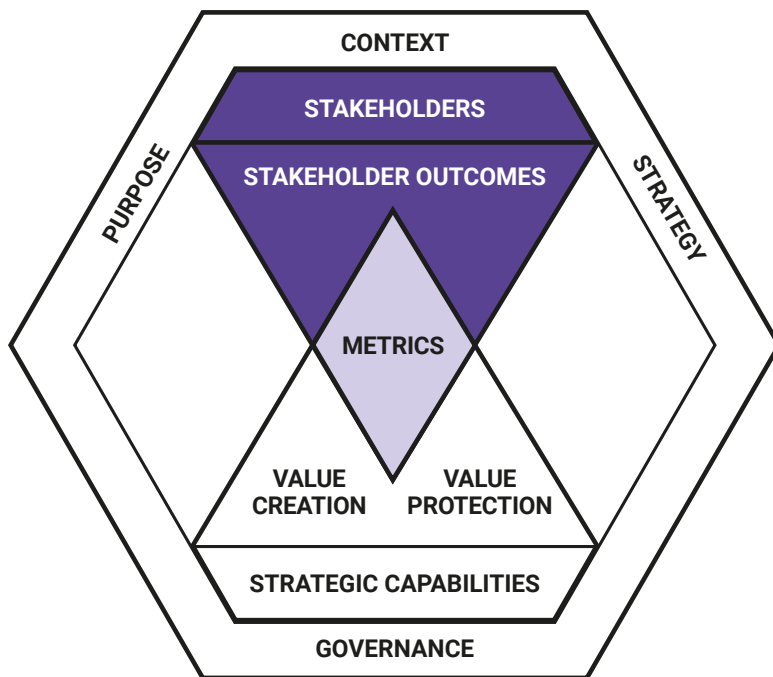 CONTEXT
STAKEHOLDERS
PURPOSE
STAKEHOLDER OUTCOMES
STRATEGY
METRICS
VALUE
CREATION
VALUE
PROTECTION
STRATEGIC CAPABILITIES
GOVERNANCE